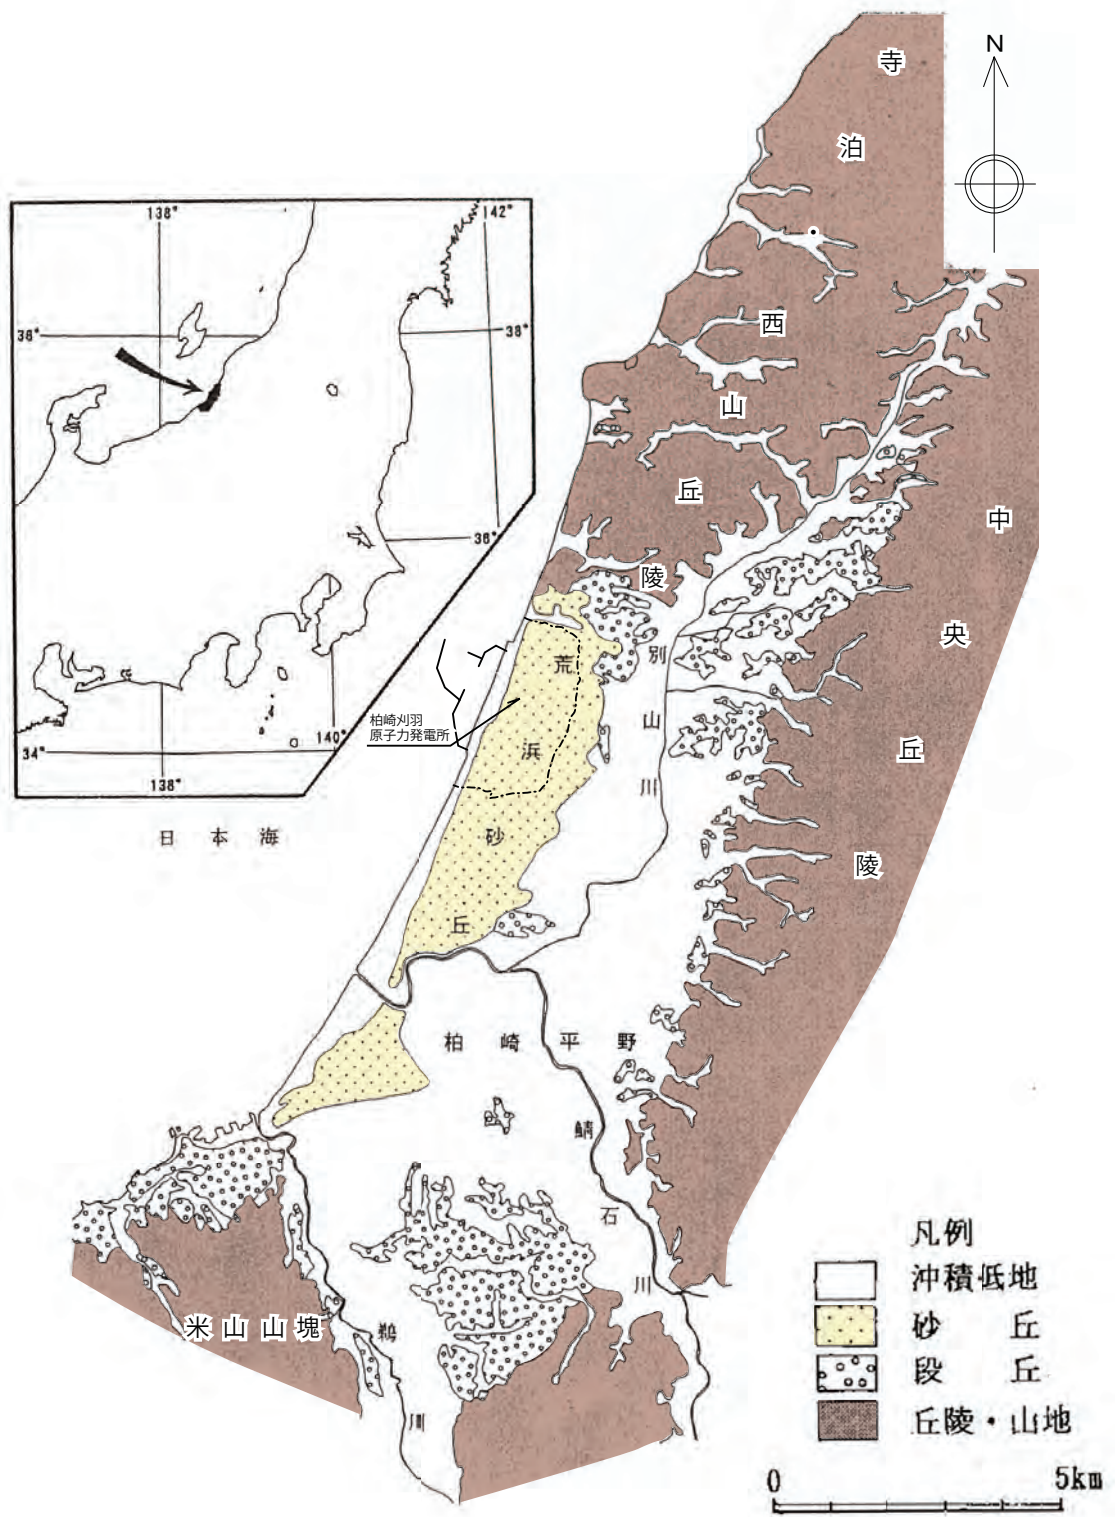 N
138°
142°
38°
38°
36°
34°
140°
138°
日本海
寺泊
西山丘陵
中央丘陵
荒浜砂丘
別山川
柏崎刈羽
原子力発電所
柏崎平野
鯖石川
鵜川
米山山塊
凡例
沖積低地
砂丘
段丘
丘陵・山地
0
5km